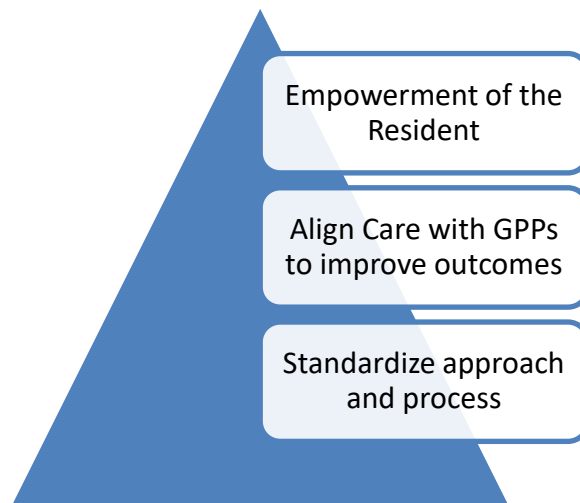 Empowerment of the
Resident
Align Care with GPPs
to improve outcomes
Standardize approach
and process